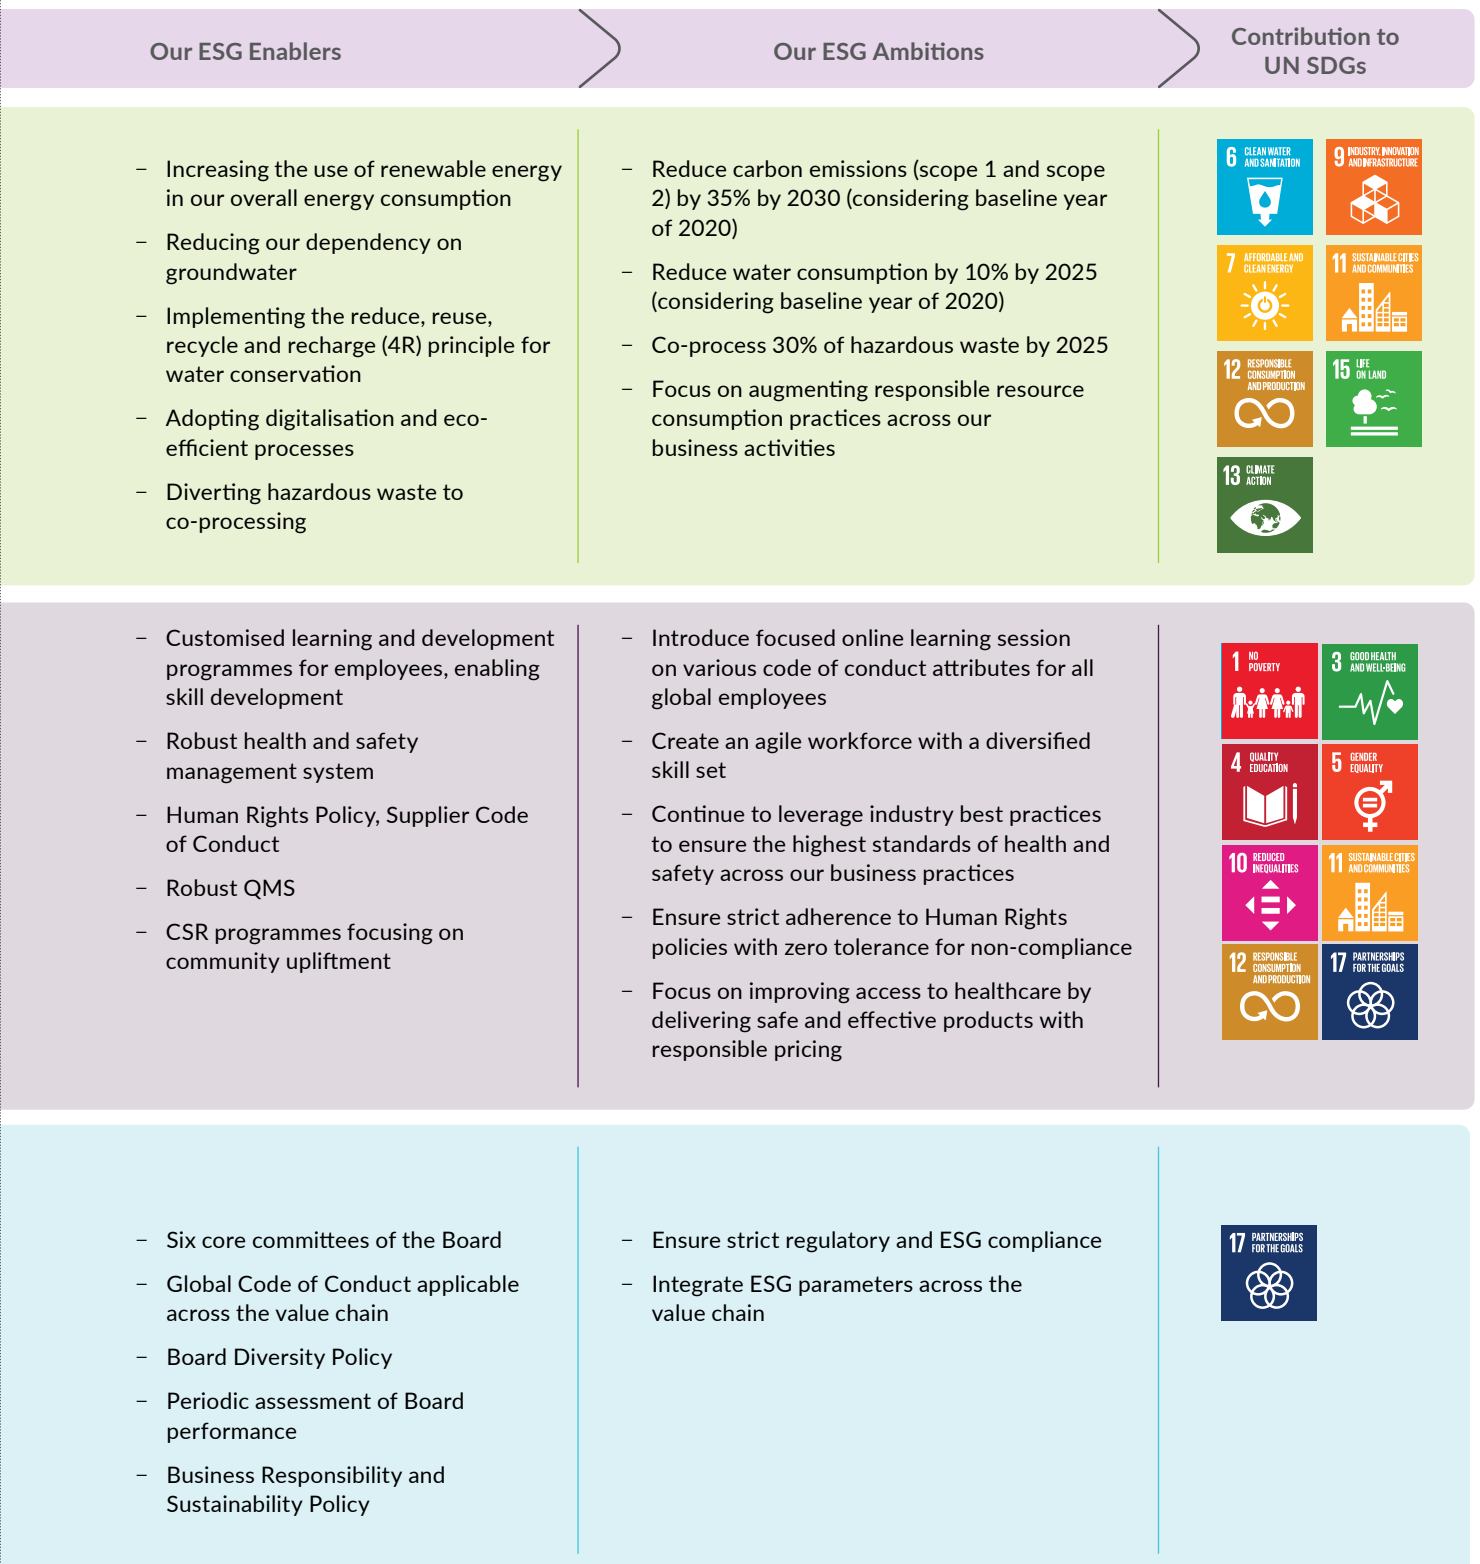 Our ESG Enablers
Our ESG Ambitions
Contribution to
UN SDGs
– Increasing the use of renewable energy
in our overall energy consumption
– Reducing our dependency on
groundwater
– Implementing the reduce, reuse,
recycle and recharge (4R) principle for
water conservation
– Adopting digitalisation and eco-
efficient processes
– Diverting hazardous waste to
co-processing
– Reduce carbon emissions (scope 1 and scope
2) by 35% by 2030 (considering baseline year
of 2020)
– Reduce water consumption by 10% by 2025
(considering baseline year of 2020)
– Co-process 30% of hazardous waste by 2025
– Focus on augmenting responsible resource
consumption practices across our
business activities
6 CLEAN WATER
AND SANITATION
9 INDUSTRY, INNOVATION
AND INFRASTRUCTURE
7 AFFORDABLE AND
CLEAN ENERGY
11 SUSTAINABLE CITIES
AND COMMUNITIES
12 RESPONSIBLE
CONSUMPTION
AND PRODUCTION
15 LIFE
ON LAND
13 CLIMATE
ACTION
– Customised learning and development
programmes for employees, enabling
skill development
– Robust health and safety
management system
– Human Rights Policy, Supplier Code
of Conduct
– Robust QMS
– CSR programmes focusing on
community upliftment
– Introduce focused online learning session
on various code of conduct attributes for all
global employees
– Create an agile workforce with a diversified
skill set
– Continue to leverage industry best practices
to ensure the highest standards of health and
safety across our business practices
– Ensure strict adherence to Human Rights
policies with zero tolerance for non-compliance
– Focus on improving access to healthcare by
delivering safe and effective products with
responsible pricing
1 NO
POVERTY
3 GOOD HEALTH
AND WELL-BEING
4 QUALITY
EDUCATION
5 GENDER
EQUALITY
10 REDUCED
INEQUALITIES
11 SUSTAINABLE CITIES
AND COMMUNITIES
12 RESPONSIBLE
CONSUMPTION
AND PRODUCTION
17 PARTNERSHIPS
FOR THE GOALS
– Six core committees of the Board
– Global Code of Conduct applicable
across the value chain
– Board Diversity Policy
– Periodic assessment of Board
performance
– Business Responsibility and
Sustainability Policy
– Ensure strict regulatory and ESG compliance
– Integrate ESG parameters across the
value chain
17 PARTNERSHIPS
FOR THE GOALS